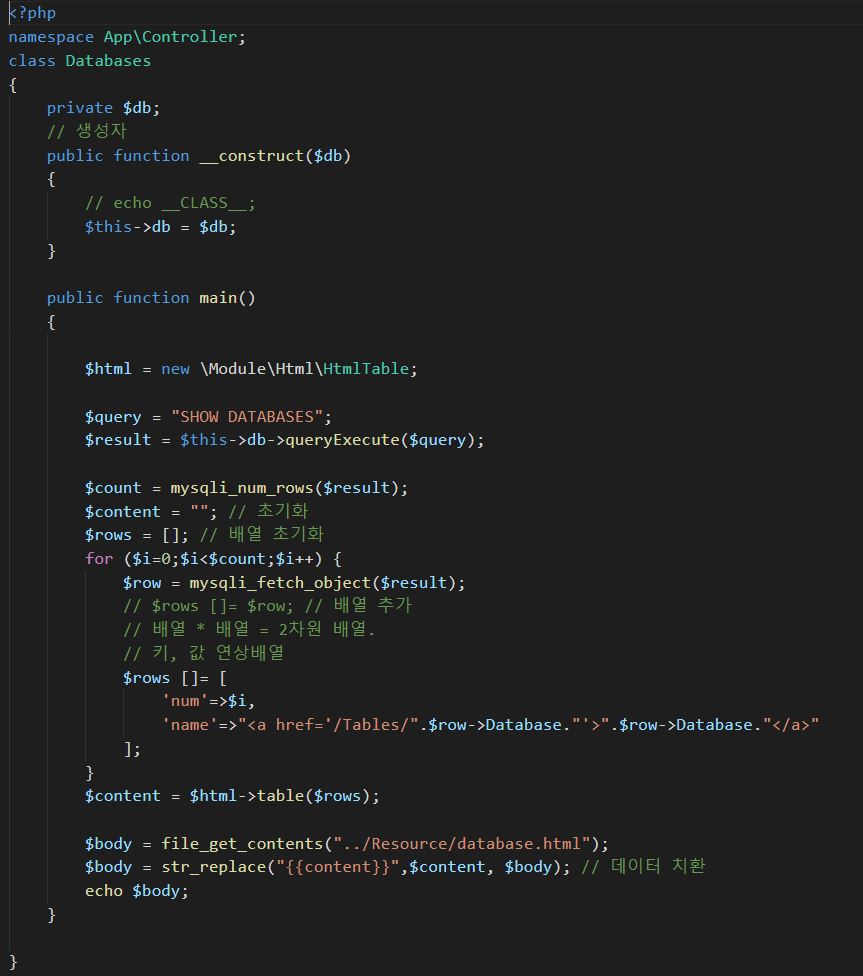 <?php
namespace App\Controller;
class Databases
{
    private $db;
    // 생성자
    public function __construct($db)
    {
        // echo __CLASS__;
        $this->db = $db;
    }

    public function main()
    {

        $html = new \Module\Html\HtmlTable;

        $query = "SHOW DATABASES";
        $result = $this->db->queryExecute($query);

        $count = mysqli_num_rows($result);
        $content = ""; // 초기화
        $rows = []; // 배열 초기화
        for ($i=0;$i<$count;$i++) {
            $row = mysqli_fetch_object($result);
            // $rows []= $row; // 배열 추가
            // 배열 * 배열 = 2차원 배열.
            // 키, 값 연상배열
            $rows []= [
                'num'=>$i,
                'name'=>"<a href='/Tables/".$row->Database."'>".$row->Database."</a>"
            ];
        }
        $content = $html->table($rows);

        $body = file_get_contents("../Resource/database.html");
        $body = str_replace("{{content}}",$content, $body); // 데이터 치환
        echo $body;
    }

}